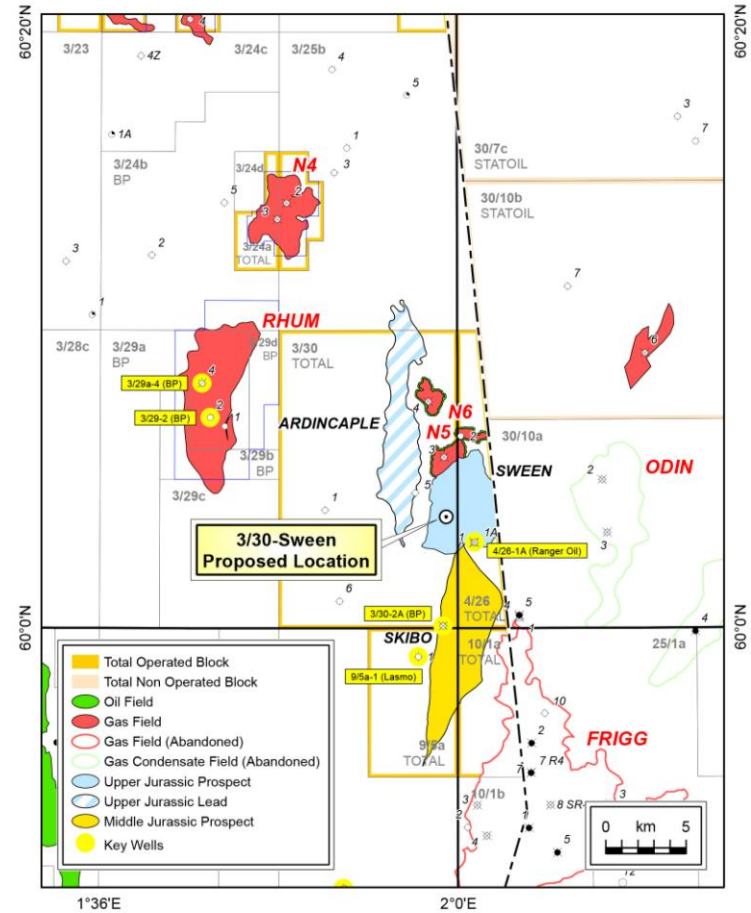 60°20'N
60°20'N
3/23
4
3/24c
3/25b
4Z
4
5
1A
3
7
1
3/24b
BP
3/24d
N4
3
30/7c
STATOIL
30/10b
STATOIL
5
2
3
3/24a
TOTAL
3
2
7
1
RHUM
3/28c
3/29a
BP
3/29d
BP
3/30
TOTAL
6
4
3/29a-4 (BP)
4
N6
ARDINCAPLE
3/29-2 (BP)
2
1
N5
2
30/10a
3
3/29b
BP
SWEEN
ODIN
3/29c
5
2
1
3/30-Sween
Proposed Location
1
1A
4/26-1A (Ranger Oil)
3
6
4/26
TOTAL
4
5
3/30-2A (BP)
60°0'N
60°0'N
1
4
SKIBO
10/1a
TOTAL
25/1a
1
9/5a-1 (Lasmo)
10
FRIGG
2
9/5a
TOTAL
7
7 R4
10/1b
3
8 SR
3
2
4
1
5
12
Total Operated Block
Total Non Operated Block
Oil Field
Gas Field
Gas Field (Abandoned)
Gas Condensate Field (Abandoned)
Upper Jurassic Prospect
Upper Jurassic Lead
Middle Jurassic Prospect
Key Wells
0 km 5
1°36'E
2°0'E